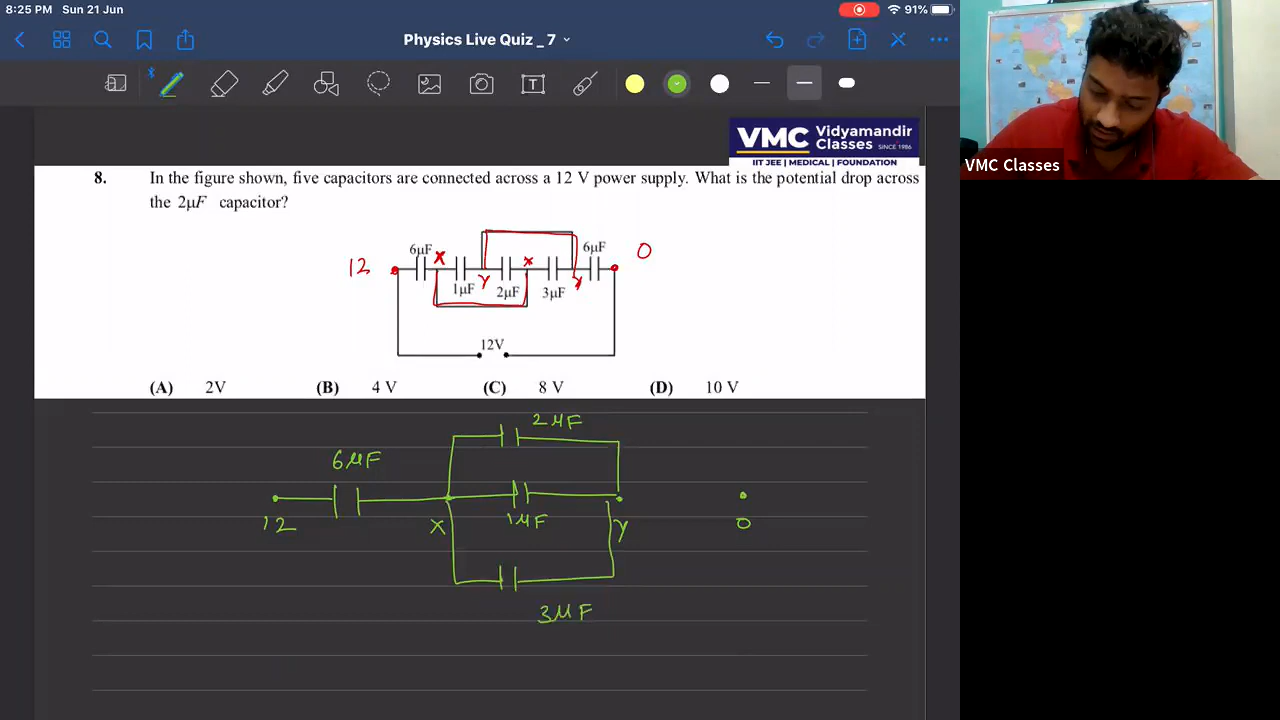 8:25 PM Sun 21 Jun
91%
Physics Live Quiz _ 7
T
VMC Vidyamandir Classes SINCE 1986
IIT JEE | MEDICAL | FOUNDATION
VMC Classes
8. In the figure shown, five capacitors are connected across a 12 V power supply. What is the potential drop across
the 2μF capacitor?
6μF X x 6μF
12 0
Y Y
1μF 2μF 3μF
12V
(A) 2V (B) 4 V (C) 8 V (D) 10 V
2μF
6μF
12 X 1μF Y 0
3μF